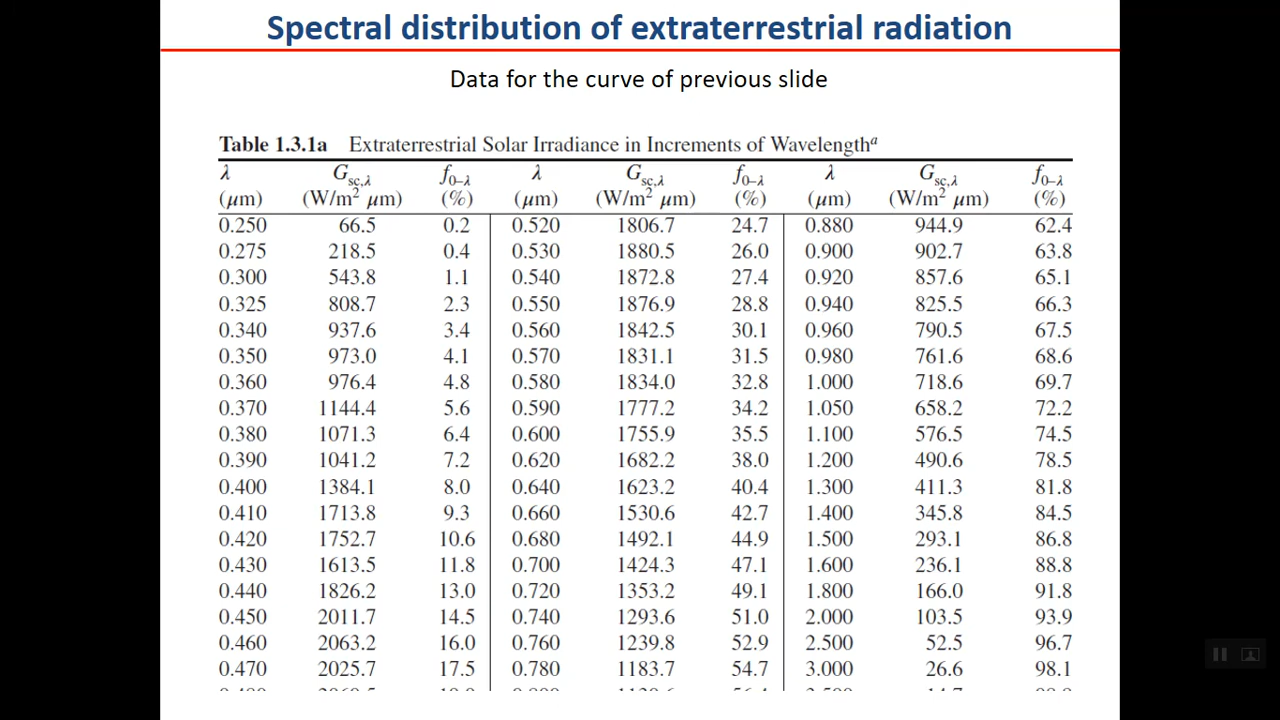 Spectral distribution of extraterrestrial radiation
Data for the curve of previous slide
Table 1.3.1a Extraterrestrial Solar Irradiance in Increments of Wavelengthᵃ
λ Gsc,λ f0–λ λ Gsc,λ f0–λ λ Gsc,λ f0–λ
(μm) (W/m² μm) (%) (μm) (W/m² μm) (%) (μm) (W/m² μm) (%)
0.250 66.5 0.2 0.520 1806.7 24.7 0.880 944.9 62.4
0.275 218.5 0.4 0.530 1880.5 26.0 0.900 902.7 63.8
0.300 543.8 1.1 0.540 1872.8 27.4 0.920 857.6 65.1
0.325 808.7 2.3 0.550 1876.9 28.8 0.940 825.5 66.3
0.340 937.6 3.4 0.560 1842.5 30.1 0.960 790.5 67.5
0.350 973.0 4.1 0.570 1831.1 31.5 0.980 761.6 68.6
0.360 976.4 4.8 0.580 1834.0 32.8 1.000 718.6 69.7
0.370 1144.4 5.6 0.590 1777.2 34.2 1.050 658.2 72.2
0.380 1071.3 6.4 0.600 1755.9 35.5 1.100 576.5 74.5
0.390 1041.2 7.2 0.620 1682.2 38.0 1.200 490.6 78.5
0.400 1384.1 8.0 0.640 1623.2 40.4 1.300 411.3 81.8
0.410 1713.8 9.3 0.660 1530.6 42.7 1.400 345.8 84.5
0.420 1752.7 10.6 0.680 1492.1 44.9 1.500 293.1 86.8
0.430 1613.5 11.8 0.700 1424.3 47.1 1.600 236.1 88.8
0.440 1826.2 13.0 0.720 1353.2 49.1 1.800 166.0 91.8
0.450 2011.7 14.5 0.740 1293.6 51.0 2.000 103.5 93.9
0.460 2063.2 16.0 0.760 1239.8 52.9 2.500 52.5 96.7
0.470 2025.7 17.5 0.780 1183.7 54.7 3.000 26.6 98.1